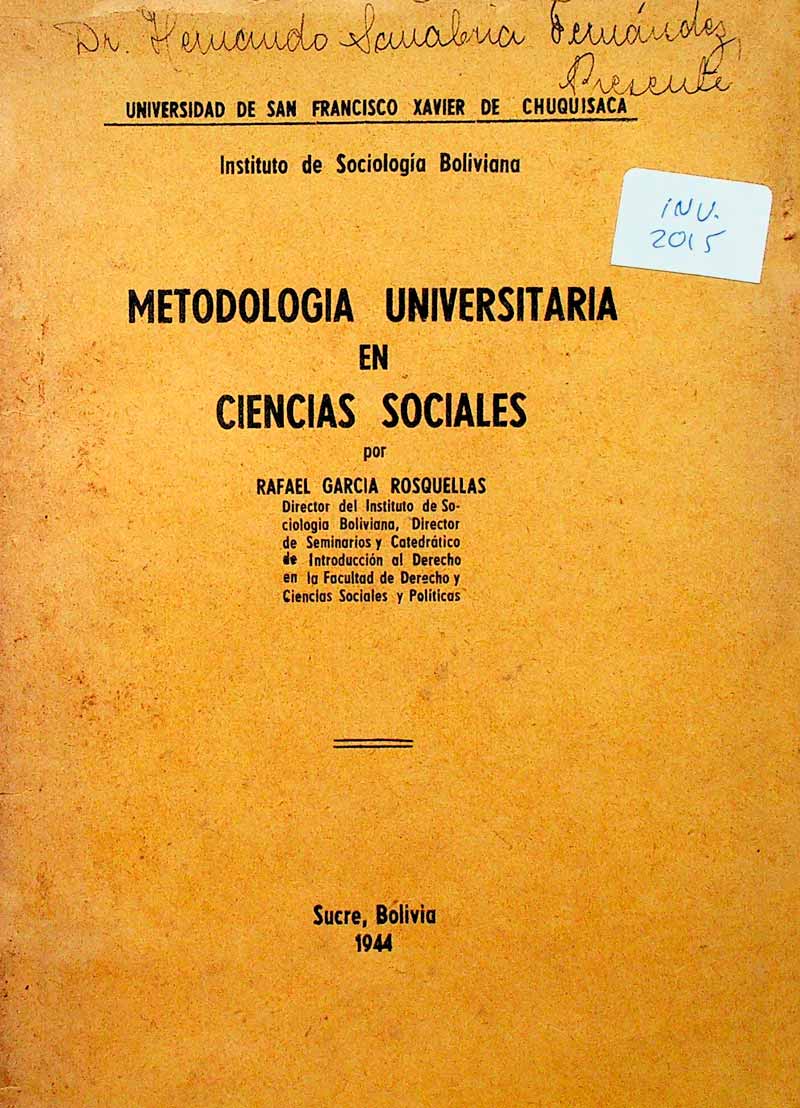 Dr. Hernando Sanabria Fernández,
Presente
UNIVERSIDAD DE SAN FRANCISCO XAVIER DE CHUQUISACA
Instituto de Sociología Boliviana
INV.
2015
METODOLOGIA UNIVERSITARIA
EN
CIENCIAS SOCIALES
por
RAFAEL GARCIA ROSQUELLAS
Director del Instituto de So-
ciología Boliviana, Director
de Seminarios y Catedrático
de Introducción al Derecho
en la Facultad de Derecho y
Ciencias Sociales y Políticas
Sucre, Bolivia
1944